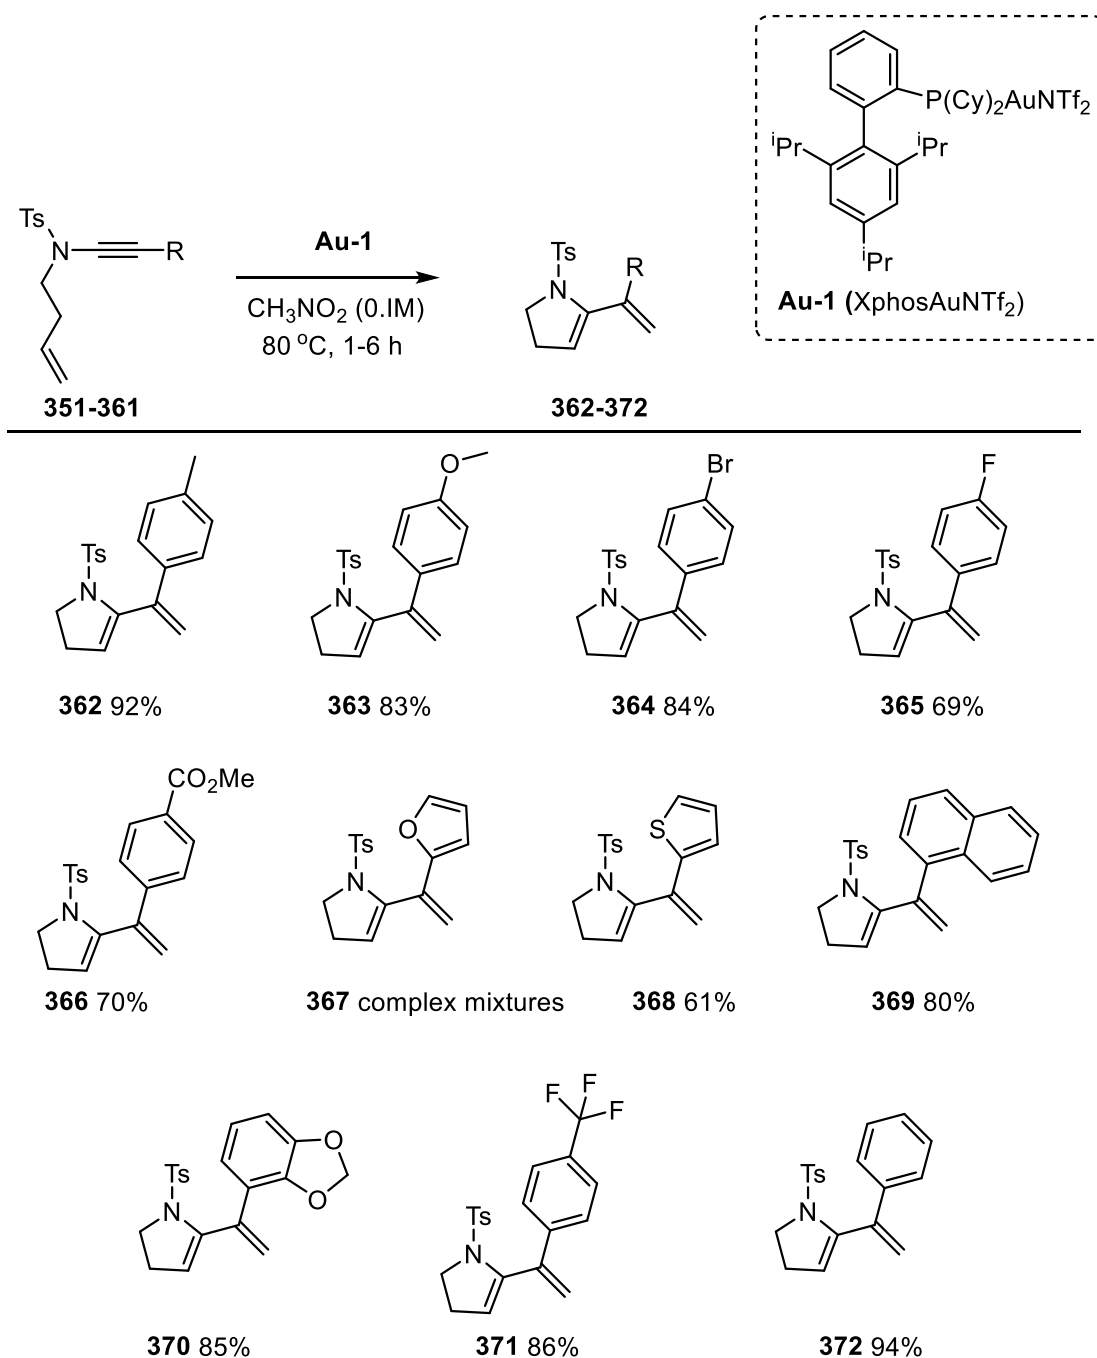 Ts
N
R
Au-1
CH3NO2 (0.IM)
80 °C, 1-6 h
Ts
N
R
P(Cy)2AuNTf2
iPr
iPr
iPr
Au-1 (XphosAuNTf2)
351-361
362-372
Ts
N
O
Ts
N
Br
Ts
N
F
Ts
N
362 92%
363 83%
364 84%
365 69%
CO2Me
Ts
N
O
Ts
N
S
Ts
N
Ts
N
366 70%
367 complex mixtures
368 61%
369 80%
O
O
Ts
N
F
F
F
Ts
N
Ts
N
370 85%
371 86%
372 94%